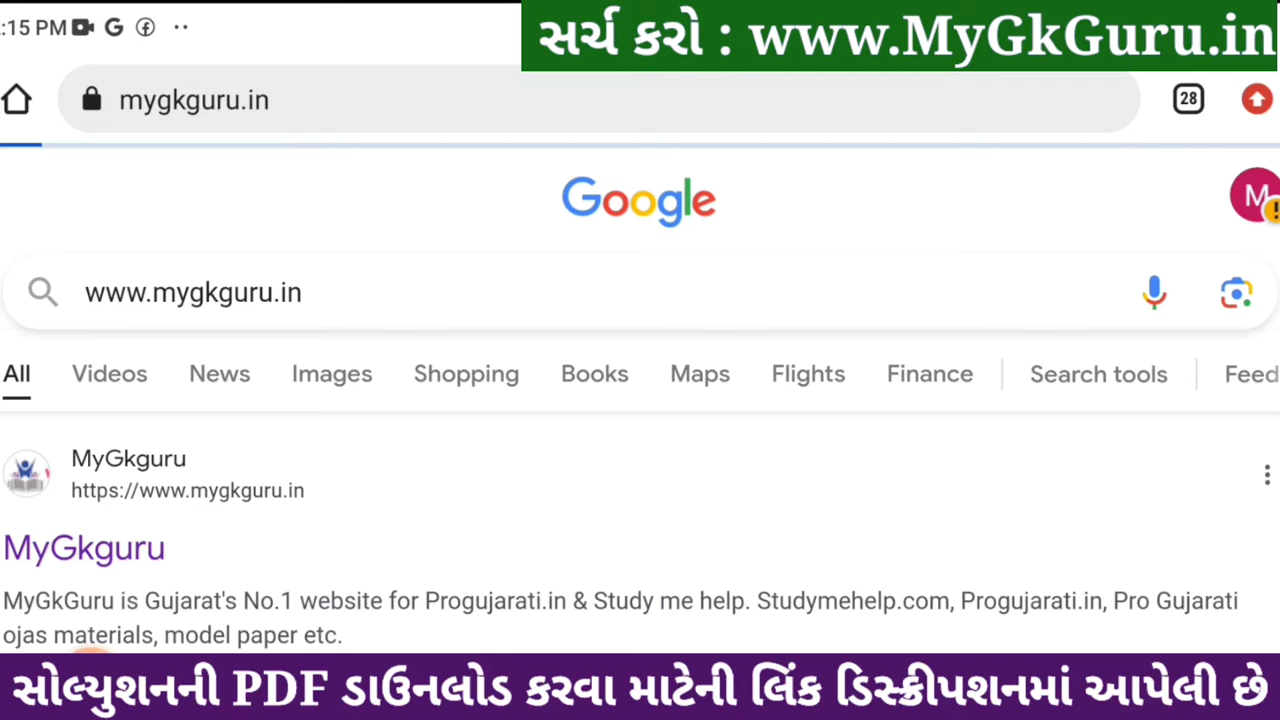 :15 PM
સર્ચ કરો : www.MyGkGuru.in
mygkguru.in
28
Google
M
www.mygkguru.in
All Videos News Images Shopping Books Maps Flights Finance Search tools Feed
MyGkguru
https://www.mygkguru.in
MyGkguru
MyGkGuru is Gujarat's No.1 website for Progujarati.in & Study me help. Studymehelp.com, Progujarati.in, Pro Gujarati
ojas materials, model paper etc.
સોલ્યુશનની PDF ડાઉનલોડ કરવા માટેની લિંક ડિસ્ક્રીપશનમાં આપેલી છે